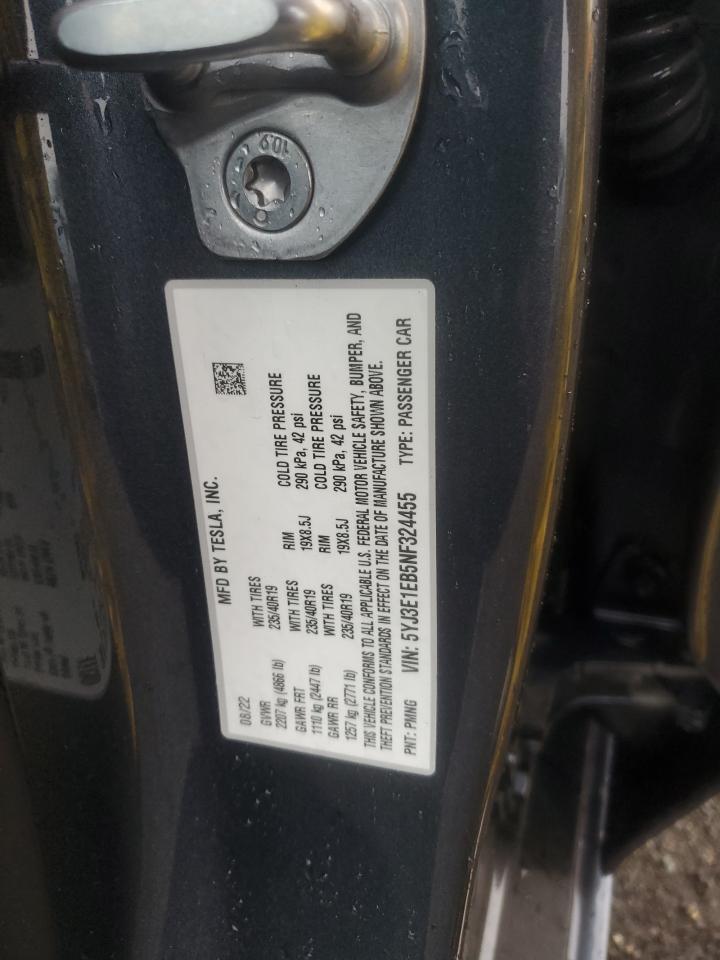 10.9
MFD BY TESLA, INC.
08/22
GVWR WITH TIRES
2207 kg (4866 lb) 235/40R19 COLD TIRE PRESSURE
GAWR FRT WITH TIRES RIM 290 kPa, 42 psi
1110 kg (2447 lb) 235/40R19 19X8.5J COLD TIRE PRESSURE
GAWR RR WITH TIRES RIM 290 kPa, 42 psi
1257 kg (2771 lb) 235/40R19 19X8.5J
THIS VEHICLE CONFORMS TO ALL APPLICABLE U.S. FEDERAL MOTOR VEHICLE SAFETY, BUMPER, AND
THEFT PREVENTION STANDARDS IN EFFECT ON THE DATE OF MANUFACTURE SHOWN ABOVE.
PNT: PMNG VIN: 5YJ3E1EB5NF324455 TYPE: PASSENGER CAR